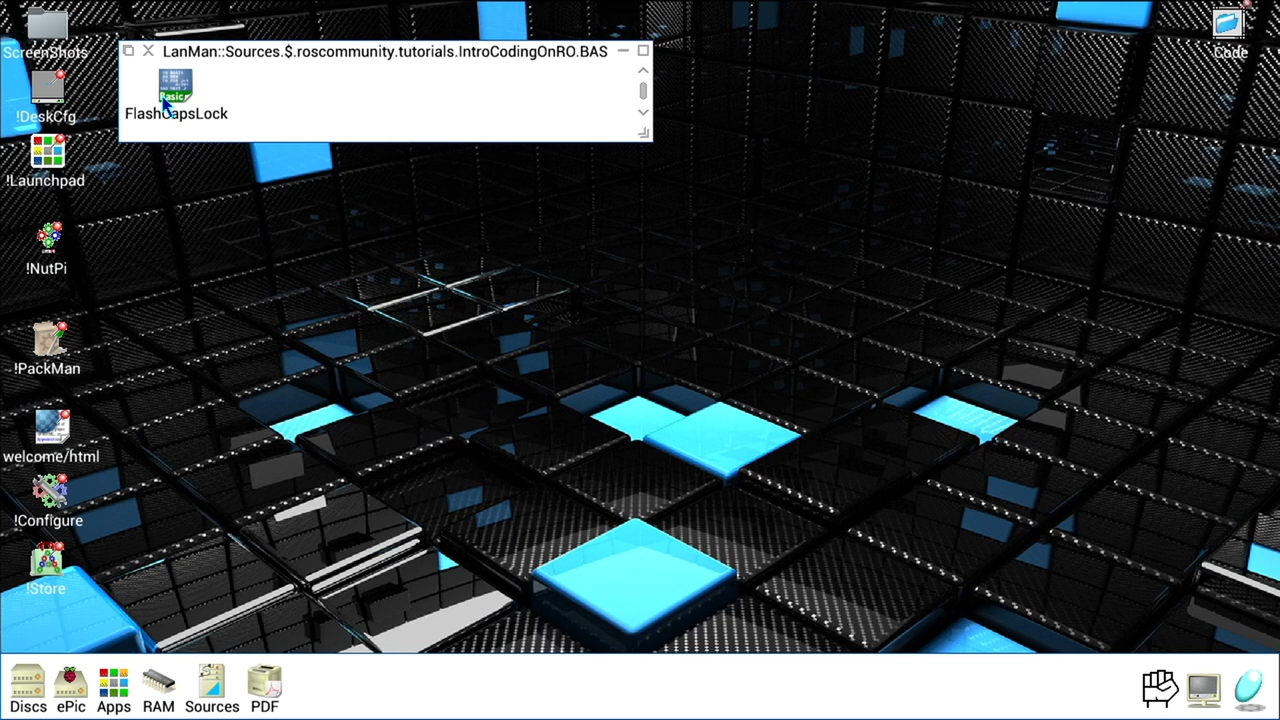 LanMan::Sources.$.roscommunity.tutorials.IntroCodingOnRO.BAS
Basic
FlashCapsLock
ScreenShots
!DeskCfg
!Launchpad
!NutPi
!PackMan
welcome/html
!Configure
!Store
Code
Discs
ePic
Apps
RAM
Sources
PDF